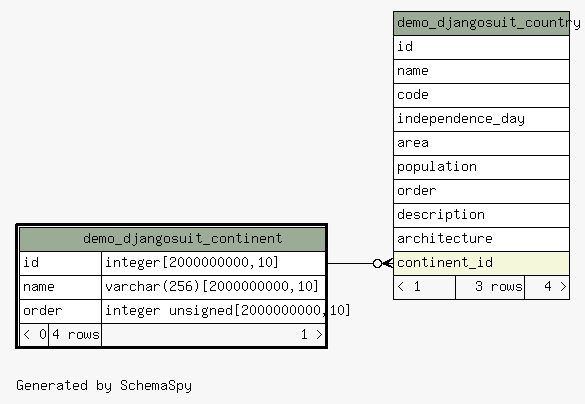 demo_djangosuit_country
id
name
code
independence_day
area
population
order
description
architecture
continent_id
< 1 3 rows 4 >
demo_djangosuit_continent
id integer[2000000000,10]
name varchar(256)[2000000000,10]
order integer unsigned[2000000000,10]
< 0 4 rows 1 >
Generated by SchemaSpy